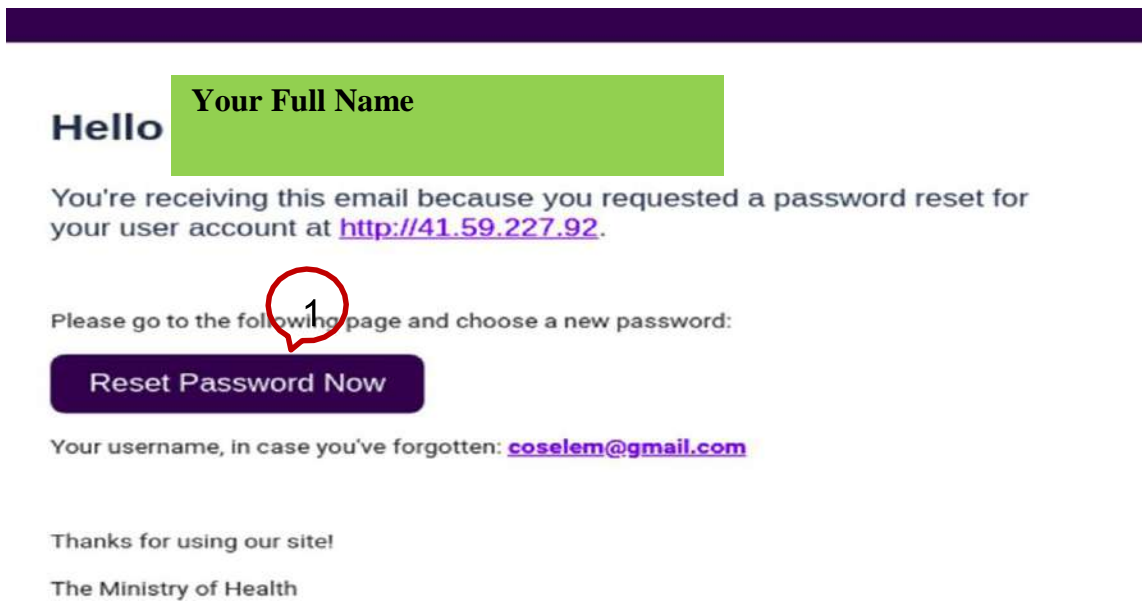 Your Full Name
Hello
You're receiving this email because you requested a password reset for
your user account at http://41.59.227.92.
1
Please go to the following page and choose a new password:
Reset Password Now
Your username, in case you've forgotten: coselem@gmail.com
Thanks for using our site!
The Ministry of Health